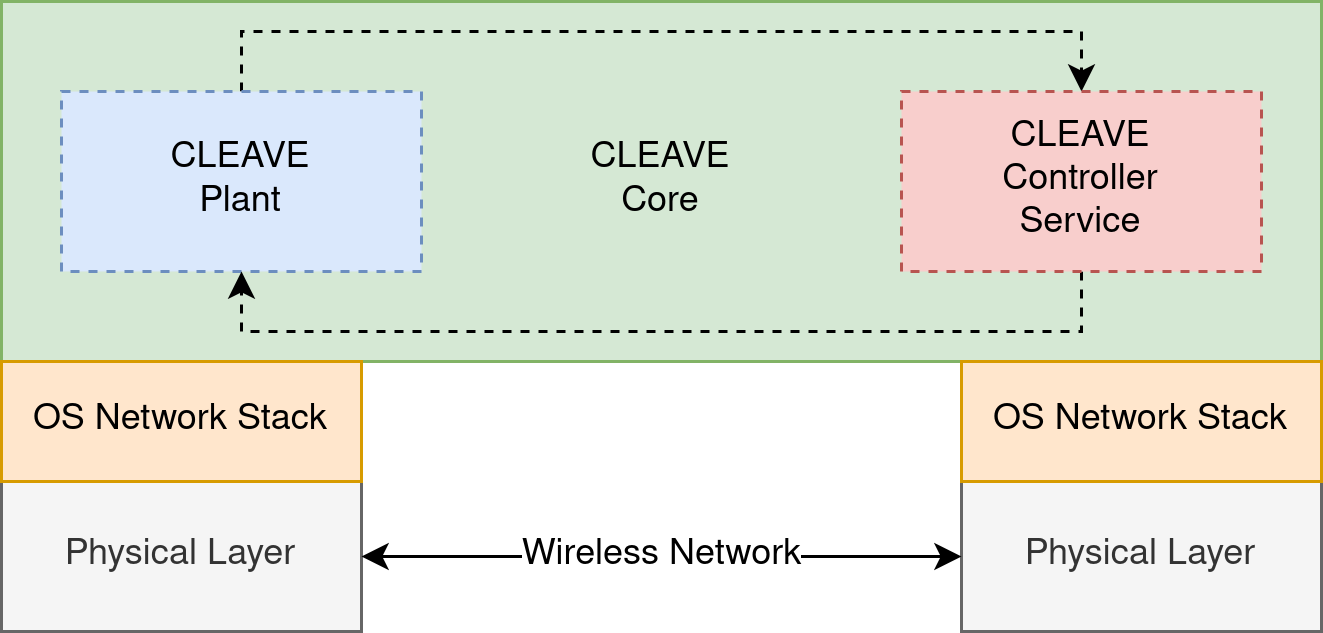 CLEAVE
Plant
CLEAVE
Core
CLEAVE
Controller
Service
OS Network Stack
OS Network Stack
Physical Layer
Wireless Network
Physical Layer